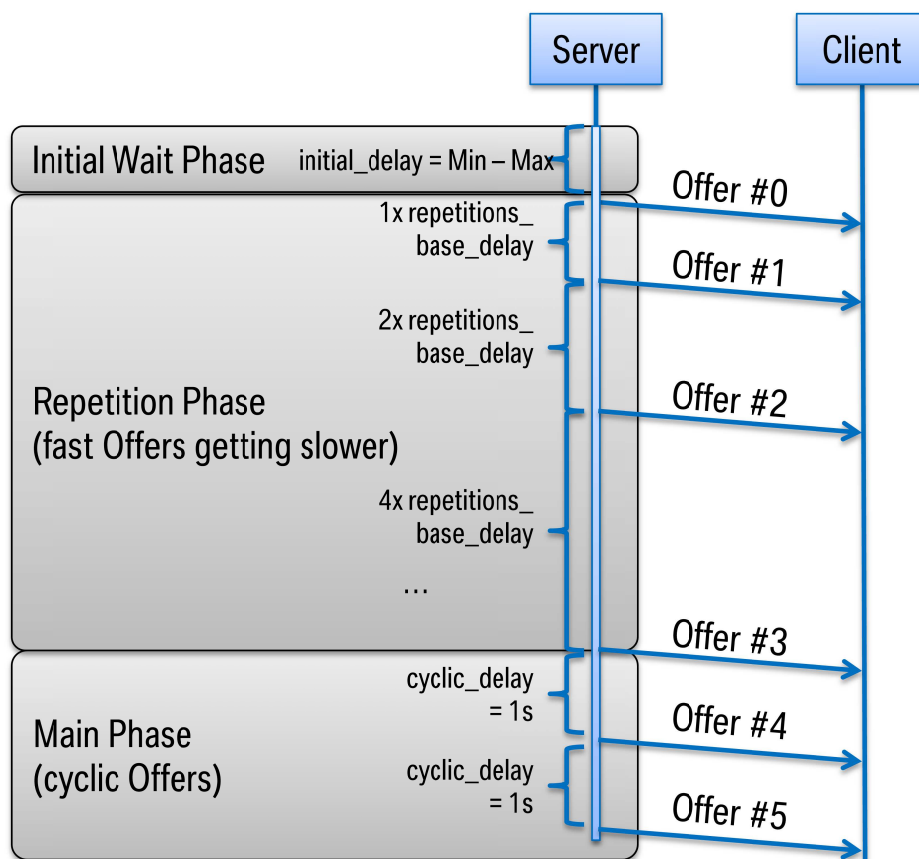 Server
Client
Initial Wait Phase
initial_delay = Min – Max
Offer #0
1x repetitions_
base_delay
Offer #1
2x repetitions_
base_delay
Repetition Phase
(fast Offers getting slower)
Offer #2
4x repetitions_
base_delay
...
Offer #3
Main Phase
(cyclic Offers)
cyclic_delay
= 1s
Offer #4
cyclic_delay
= 1s
Offer #5